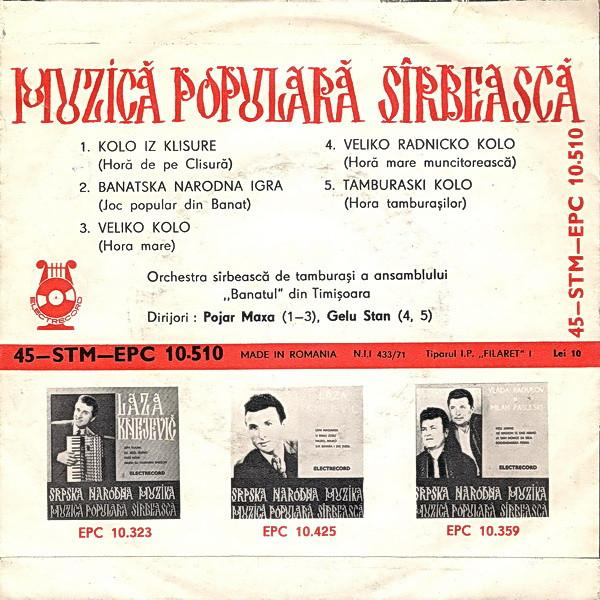 MUZICĂ POPULARĂ SÎRBEASCĂ
1. KOLO IZ KLISURE
(Horă de pe Clisură)
2. BANATSKA NARODNA IGRA
(Joc popular din Banat)
3. VELIKO KOLO
(Hora mare)
4. VELIKO RADNICKO KOLO
(Horă mare muncitorească)
5. TAMBURASKI KOLO
(Hora tamburașilor)
45—STM—EPC 10-510
ELECTRECORD
Orchestra sîrbească de tamburași a ansamblului
„Banatul" din Timișoara
Dirijori : Pojar Maxa (1—3), Gelu Stan (4, 5)
45—STM—EPC 10-510 MADE IN ROMANIA N.I.I 433/71 Tiparul I.P. „FILARET" I Lei 10
LAZA
KNEJEVIĆ
ELECTRECORD
SRPSKA NARODNA MUZIKA
MUZICĂ POPULARĂ SÎRBEASCĂ
EPC 10.323
ELECTRECORD
SRPSKA NARODNA MUZIKA
MUZICĂ POPULARĂ SÎRBEASCĂ
EPC 10.425
VLADA RADULOV
MILAN PASULSKI
ELECTRECORD
SRPSKA NARODNA MUZIKA
MUZICĂ POPULARĂ SÎRBEASCĂ
EPC 10.359